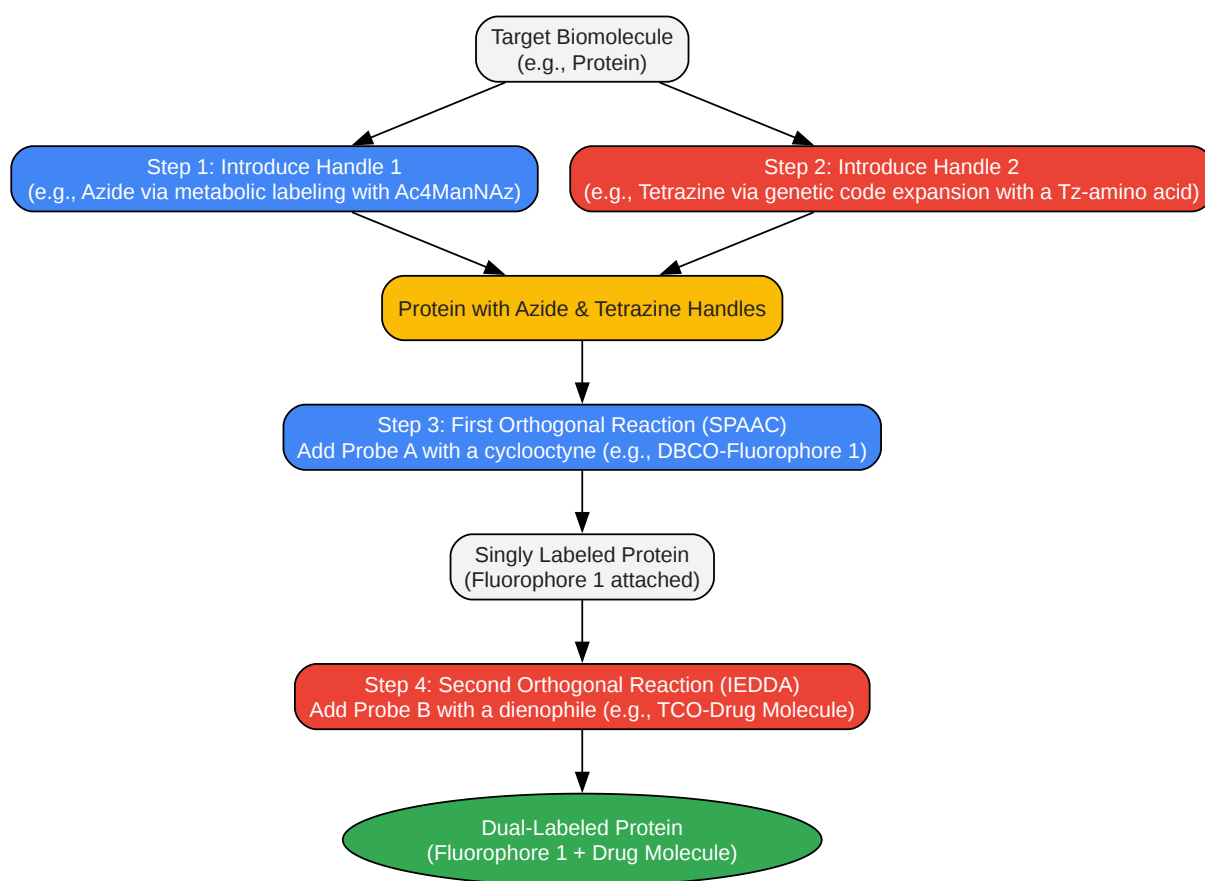 Target Biomolecule
(e.g., Protein)
Step 1: Introduce Handle 1
(e.g., Azide via metabolic labeling with Ac4ManNAz)
Step 2: Introduce Handle 2
(e.g., Tetrazine via genetic code expansion with a Tz-amino acid)
Protein with Azide & Tetrazine Handles
Step 3: First Orthogonal Reaction (SPAAC)
Add Probe A with a cyclooctyne (e.g., DBCO-Fluorophore 1)
Singly Labeled Protein
(Fluorophore 1 attached)
Step 4: Second Orthogonal Reaction (IEDDA)
Add Probe B with a dienophile (e.g., TCO-Drug Molecule)
Dual-Labeled Protein
(Fluorophore 1 + Drug Molecule)